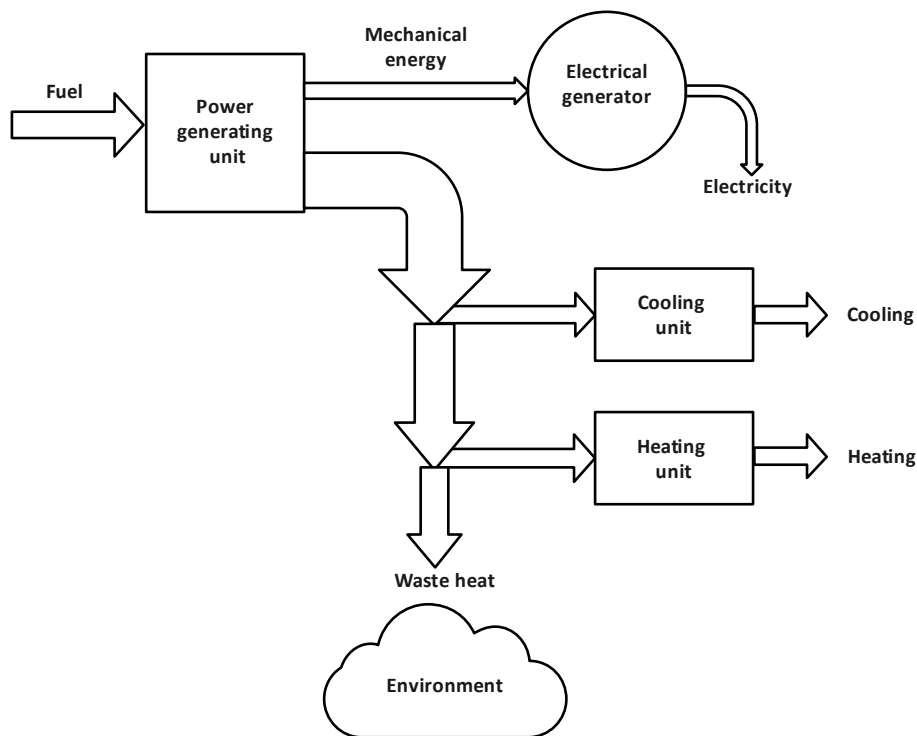 Fuel
Power
generating
unit
Mechanical
energy
Electrical
generator
Electricity
Cooling
unit
Cooling
Heating
unit
Heating
Waste heat
Environment